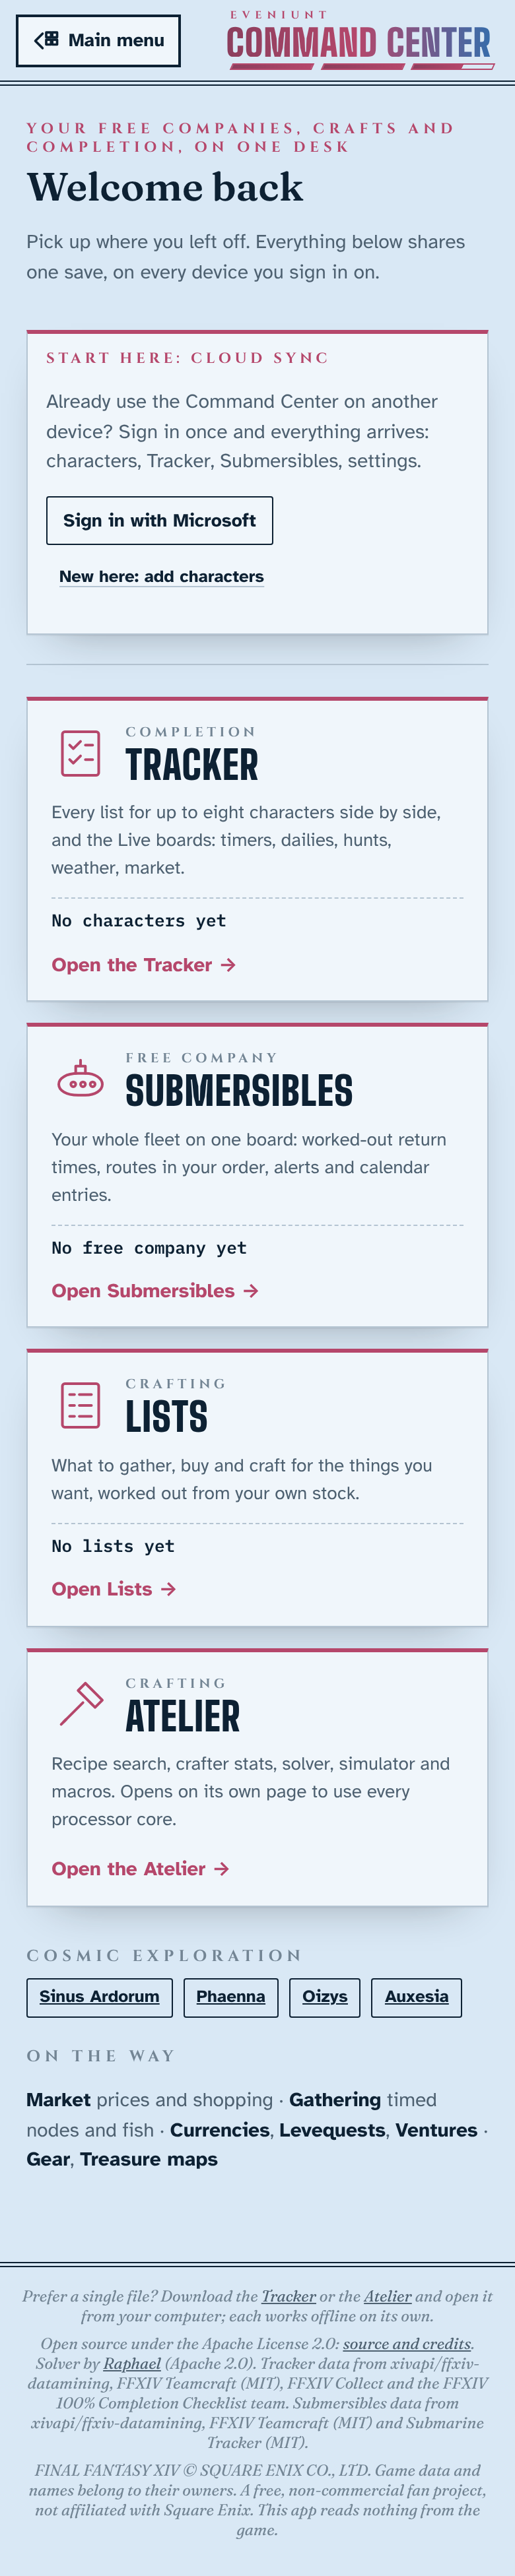 Main menu
EVENIUNT
COMMAND CENTER
YOUR FREE COMPANIES, CRAFTS AND
COMPLETION, ON ONE DESK
Welcome back
Pick up where you left off. Everything below shares
one save, on every device you sign in on.
START HERE: CLOUD SYNC
Already use the Command Center on another
device? Sign in once and everything arrives:
characters, Tracker, Submersibles, settings.
Sign in with Microsoft
New here: add characters
COMPLETION
TRACKER
Every list for up to eight characters side by side,
and the Live boards: timers, dailies, hunts,
weather, market.
No characters yet
Open the Tracker →
FREE COMPANY
SUBMERSIBLES
Your whole fleet on one board: worked-out return
times, routes in your order, alerts and calendar
entries.
No free company yet
Open Submersibles →
CRAFTING
LISTS
What to gather, buy and craft for the things you
want, worked out from your own stock.
No lists yet
Open Lists →
CRAFTING
ATELIER
Recipe search, crafter stats, solver, simulator and
macros. Opens on its own page to use every
processor core.
Open the Atelier →
COSMIC EXPLORATION
Sinus Ardorum Phaenna Oizys Auxesia
ON THE WAY
Market prices and shopping · Gathering timed
nodes and fish · Currencies, Levequests, Ventures ·
Gear, Treasure maps
Prefer a single file? Download the Tracker or the Atelier and open it
from your computer; each works offline on its own.
Open source under the Apache License 2.0: source and credits.
Solver by Raphael (Apache 2.0). Tracker data from xivapi/ffxiv-
datamining, FFXIV Teamcraft (MIT), FFXIV Collect and the FFXIV
100% Completion Checklist team. Submersibles data from
xivapi/ffxiv-datamining, FFXIV Teamcraft (MIT) and Submarine
Tracker (MIT).
FINAL FANTASY XIV © SQUARE ENIX CO., LTD. Game data and
names belong to their owners. A free, non-commercial fan project,
not affiliated with Square Enix. This app reads nothing from the
game.